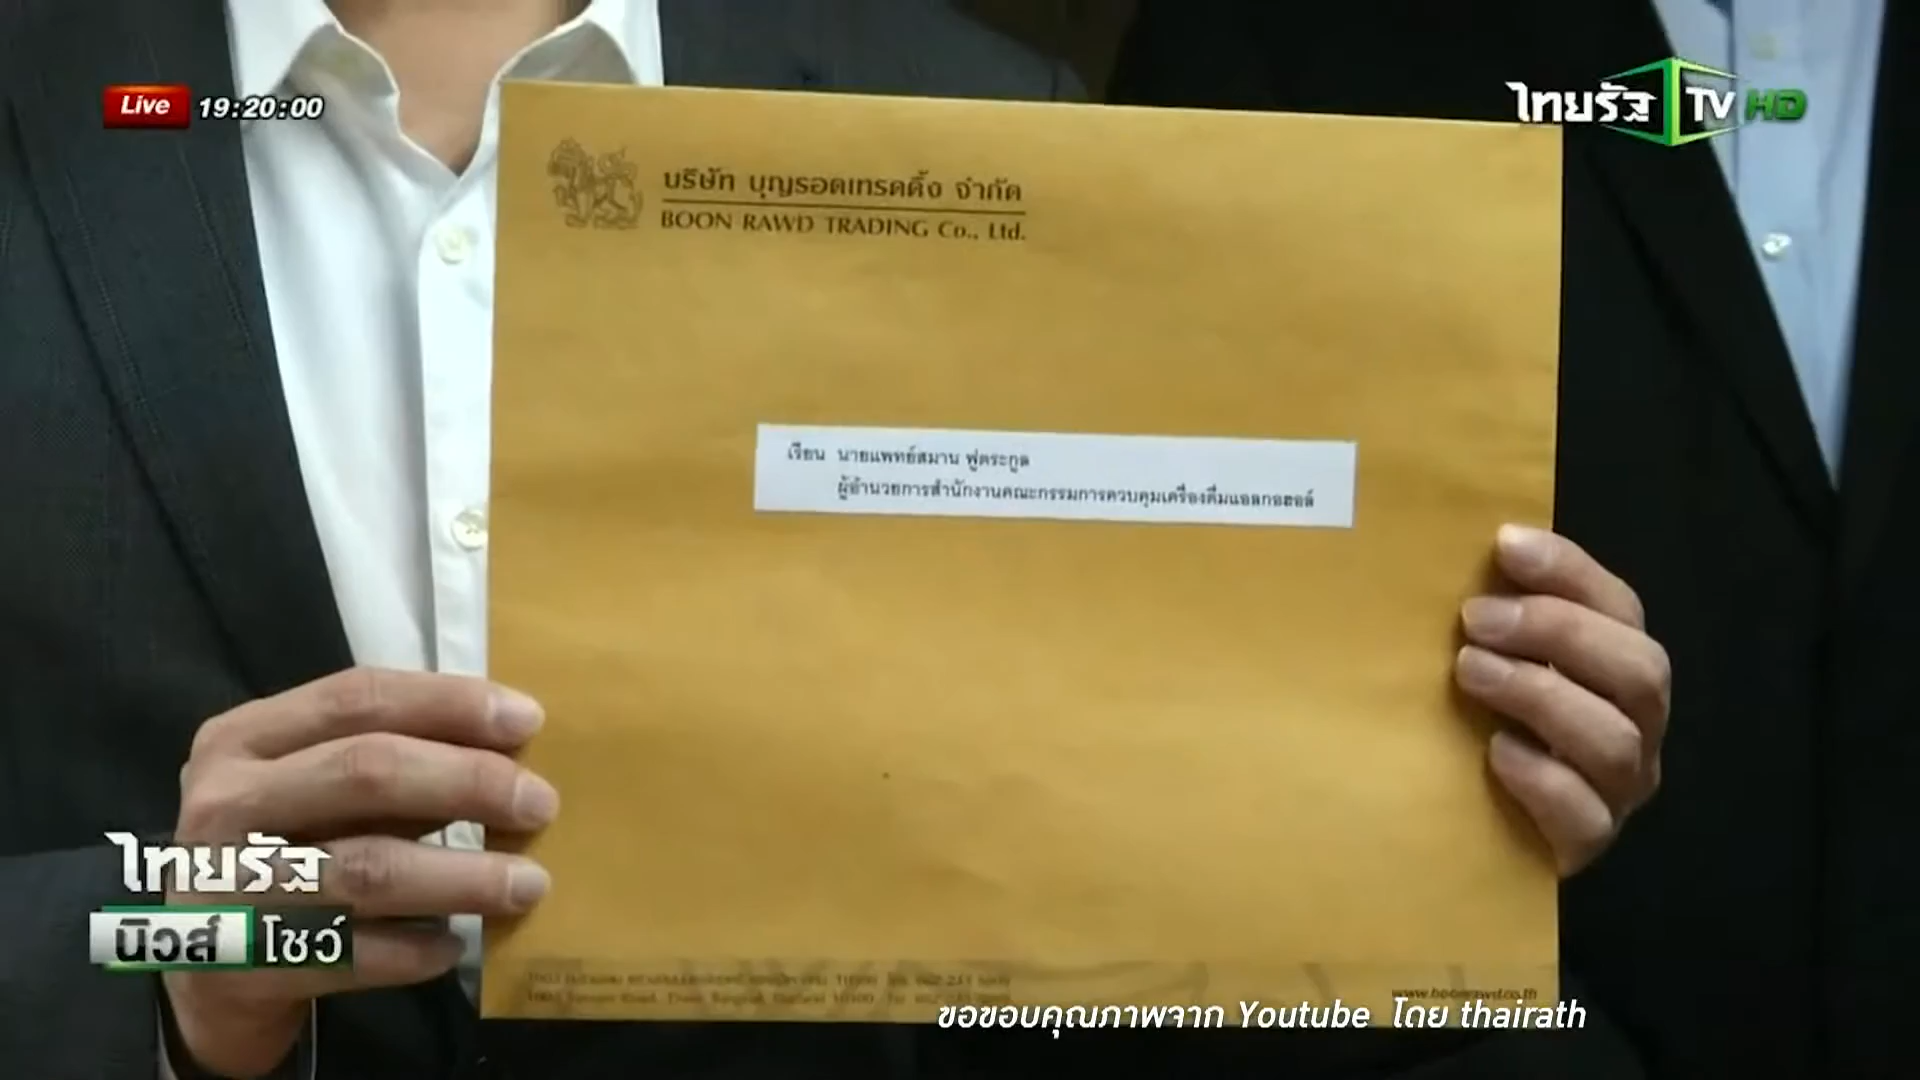 Live 19:20:00
ไทยรัฐ TV HD
บริษัท บุญรอดเทรดดิ้ง จำกัด
BOON RAWD TRADING Co., Ltd.
เรียน นายแพทย์สมาน ฟูตระกูล
ผู้อำนวยการสำนักงานคณะกรรมการควบคุมเครื่องดื่มแอลกอฮอล์
ไทยรัฐ
นิวส์ โชว์
www.boonrawd.co.th
ขอขอบคุณภาพจาก Youtube โดย thairath